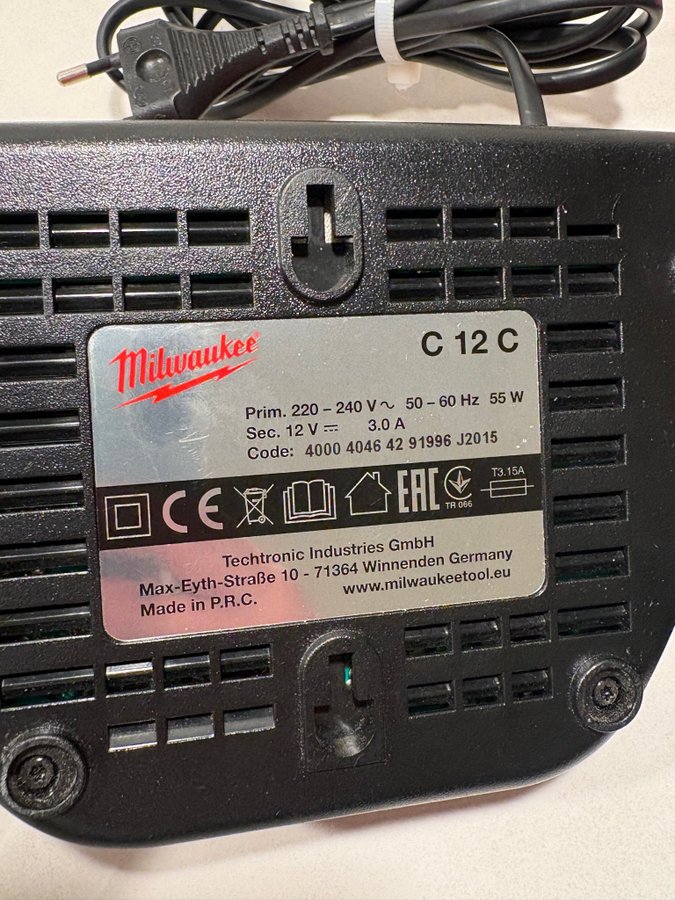 Milwaukee
C 12 C
Prim. 220 – 240 V ∿ 50 – 60 Hz 55 W
Sec. 12 V ⎓ 3.0 A
Code: 4000 4046 42 91996 J2015
CE
EAC
TR 066
T3.15A
Techtronic Industries GmbH
Max-Eyth-Straße 10 - 71364 Winnenden Germany
Made in P.R.C. www.milwaukeetool.eu